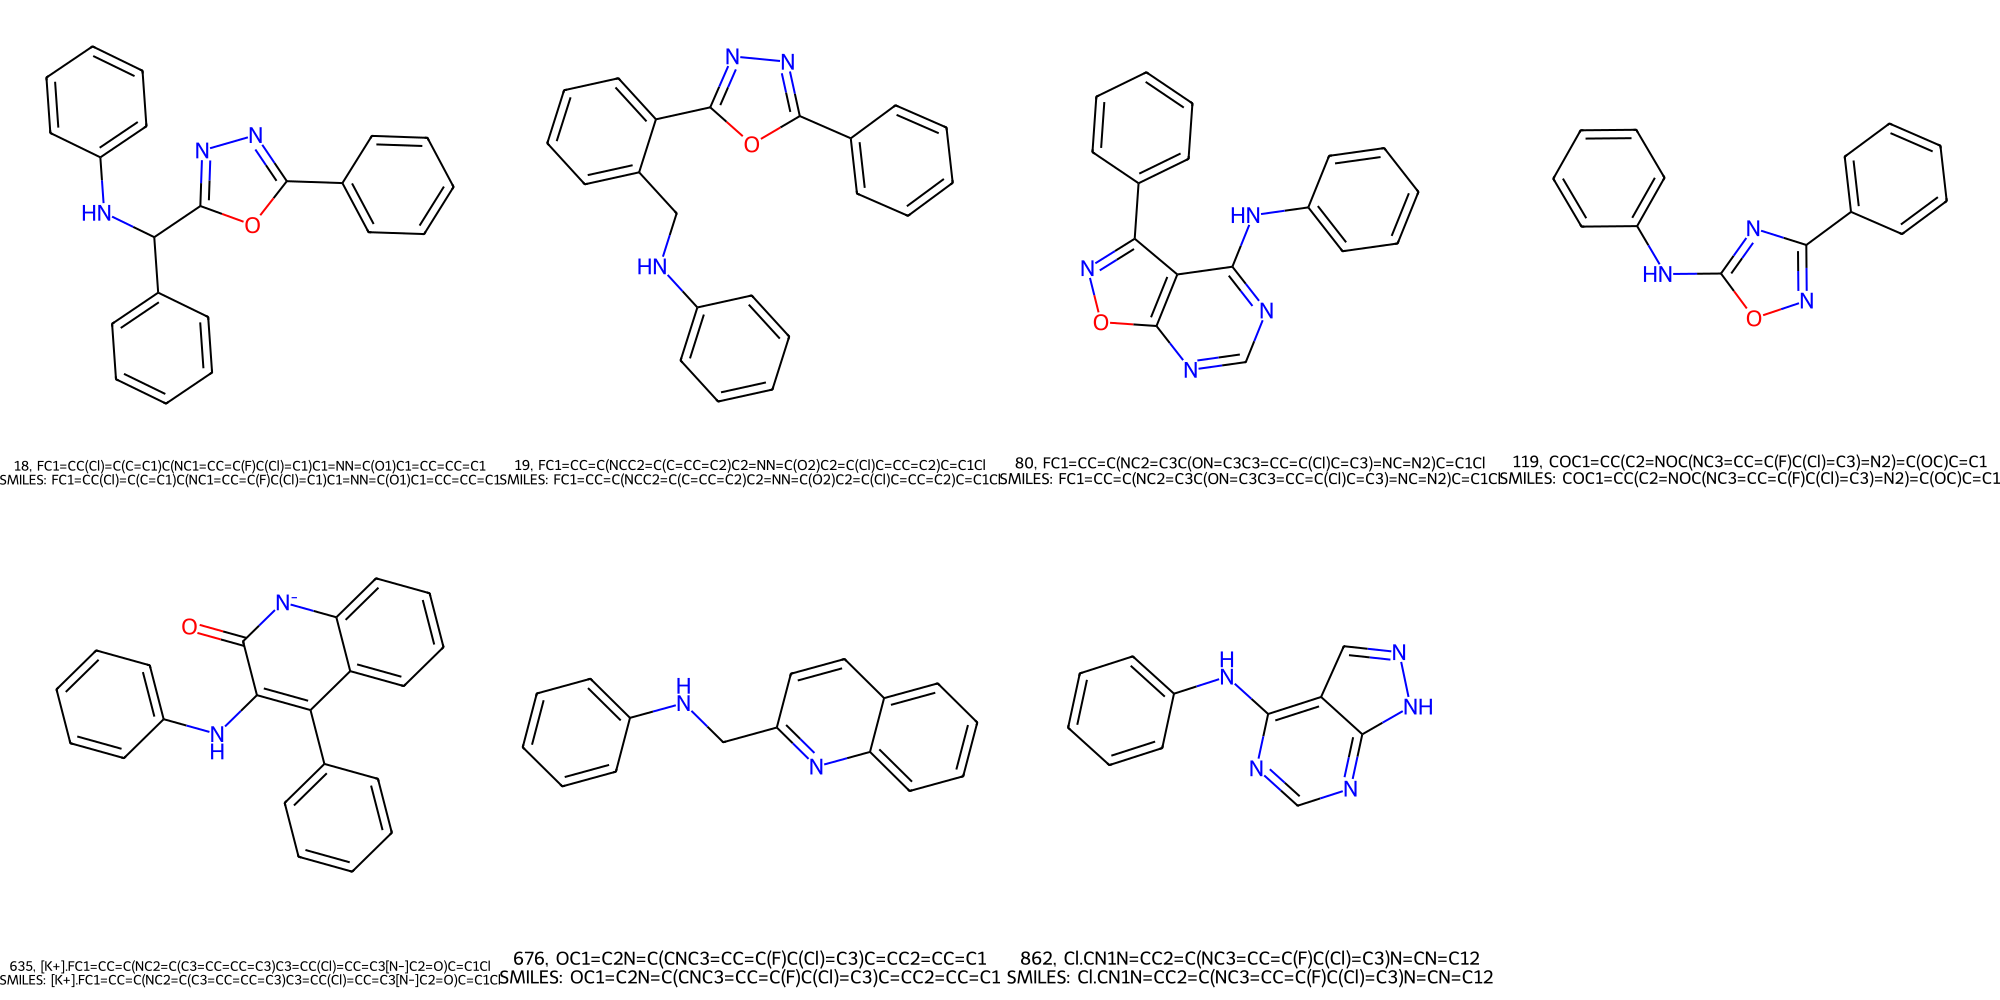 N N
HN
O
18, FC1=CC(Cl)=C(C=C1)C(NC1=CC=C(F)C(Cl)=C1)C1=NN=C(O1)C1=CC=CC=C1
SMILES: FC1=CC(Cl)=C(C=C1)C(NC1=CC=C(F)C(Cl)=C1)C1=NN=C(O1)C1=CC=CC=C1
N N
O
HN
19, FC1=CC=C(NCC2=C(C=CC=C2)C2=NN=C(O2)C2=C(Cl)C=CC=C2)C=C1Cl
SMILES: FC1=CC=C(NCC2=C(C=CC=C2)C2=NN=C(O2)C2=C(Cl)C=CC=C2)C=C1Cl
HN
N
N
O
N
80, FC1=CC=C(NC2=C3C(ON=C3C3=CC=C(Cl)C=C3)=NC=N2)C=C1Cl
SMILES: FC1=CC=C(NC2=C3C(ON=C3C3=CC=C(Cl)C=C3)=NC=N2)C=C1Cl
N
HN
N
O
119, COC1=CC(C2=NOC(NC3=CC=C(F)C(Cl)=C3)=N2)=C(OC)C=C1
SMILES: COC1=CC(C2=NOC(NC3=CC=C(F)C(Cl)=C3)=N2)=C(OC)C=C1
N-
O
N
H
635, [K+].FC1=CC=C(NC2=C(C3=CC=CC=C3)C3=CC(Cl)=CC=C3[N-]C2=O)C=C1Cl
SMILES: [K+].FC1=CC=C(NC2=C(C3=CC=CC=C3)C3=CC(Cl)=CC=C3[N-]C2=O)C=C1Cl
H
N
N
676, OC1=C2N=C(CNC3=CC=C(F)C(Cl)=C3)C=CC2=CC=C1
SMILES: OC1=C2N=C(CNC3=CC=C(F)C(Cl)=C3)C=CC2=CC=C1
H
N
N
NH
N
N
862, Cl.CN1N=CC2=C(NC3=CC=C(F)C(Cl)=C3)N=CN=C12
SMILES: Cl.CN1N=CC2=C(NC3=CC=C(F)C(Cl)=C3)N=CN=C12